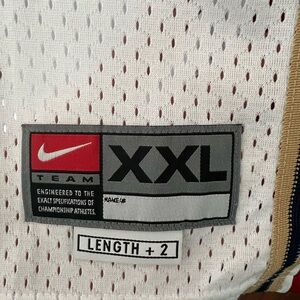 TEAM
XXL
ENGINEERED TO THE
EXACT SPECIFICATIONS OF
CHAMPIONSHIP ATHLETES.
LENGTH + 2